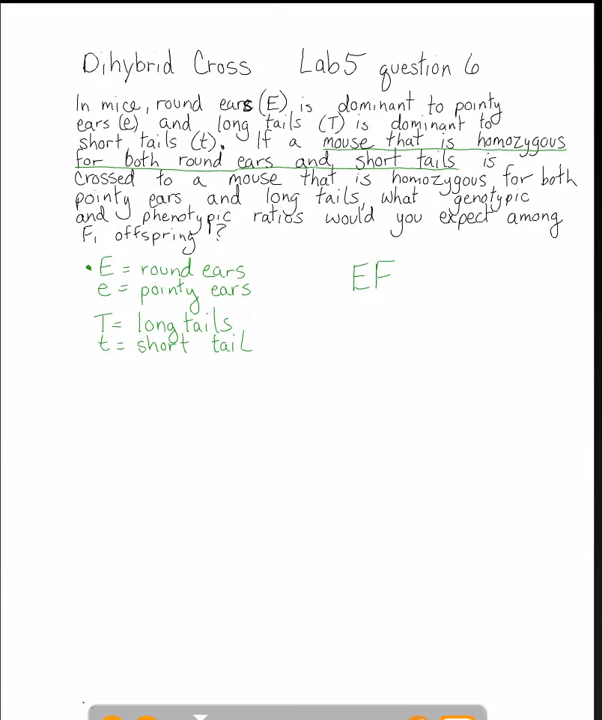 Dihybrid Cross Lab5 question 6
In mice, round ears (E) is dominant to pointy
ears (e) and long tails (T) is dominant to
short tails (t). If a mouse that is homozygous
for both round ears and short tails is
crossed to a mouse that is homozygous for both
pointy ears and long tails, what genotypic
and phenotypic ratios would you expect among
F1 offspring?
• E = round ears
e = pointy ears
T = long tails
t = short tail
EF